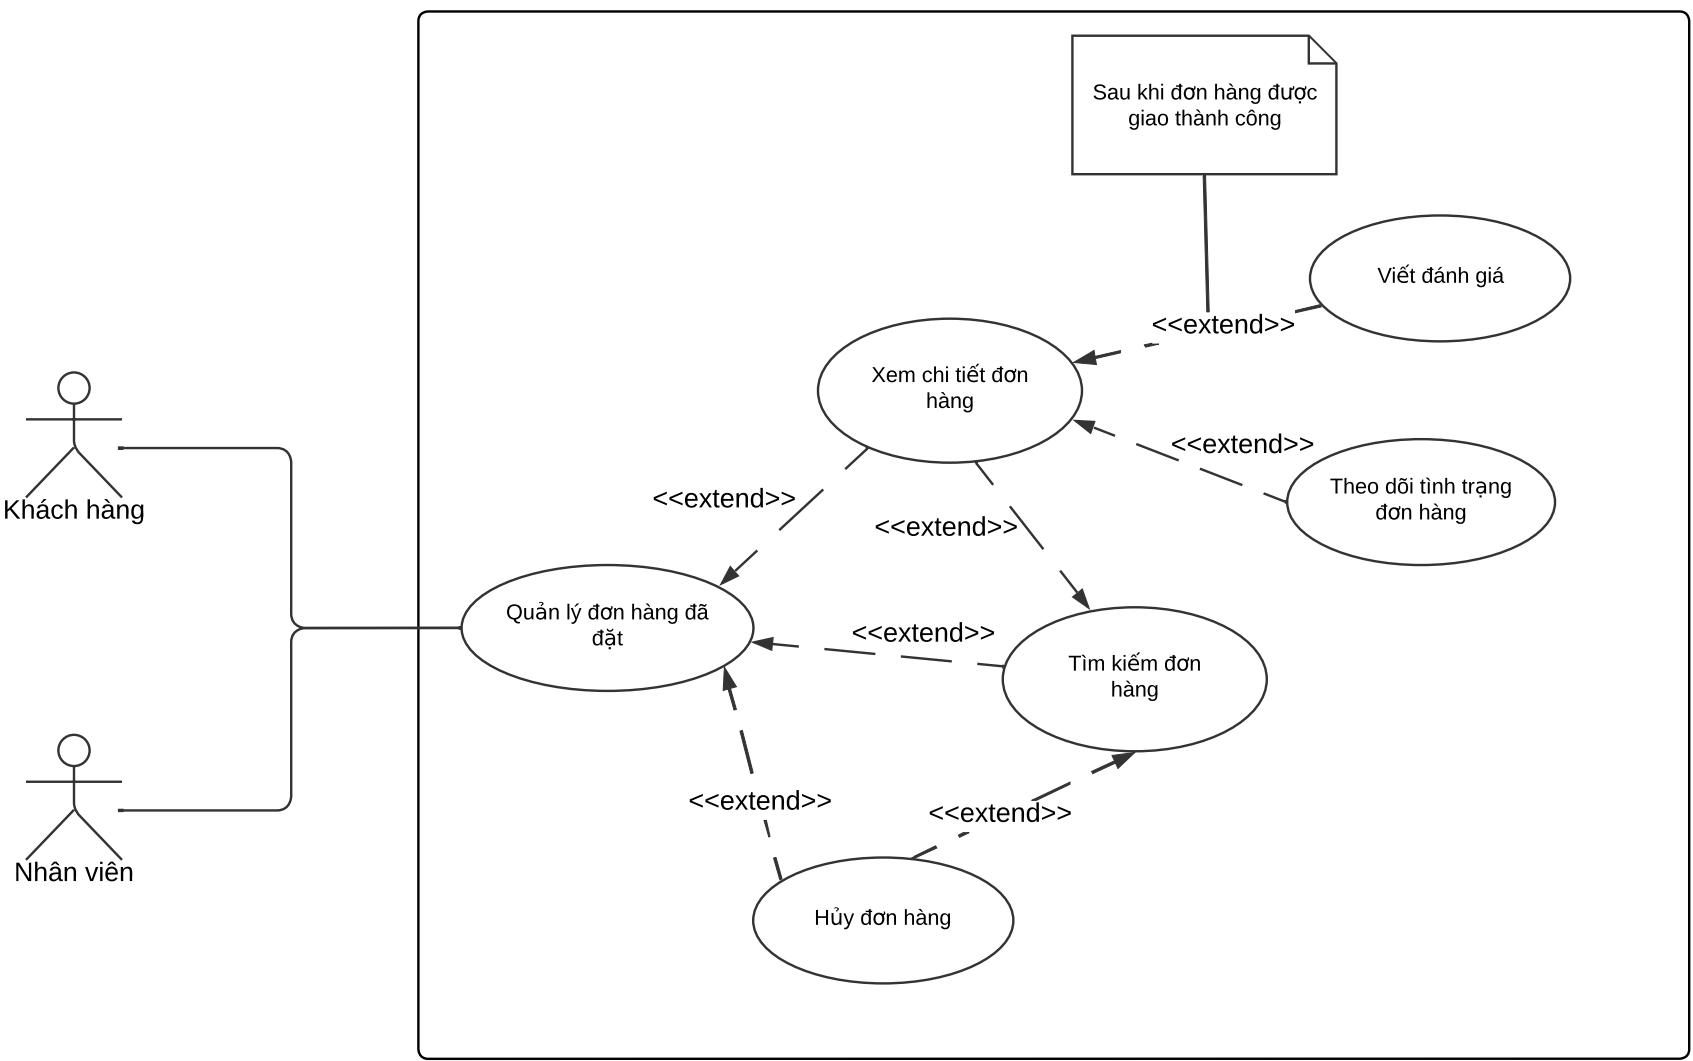 Sau khi đơn hàng được
giao thành công
Viết đánh giá
<<extend>>
Xem chi tiết đơn
hàng
<<extend>>
Theo dõi tình trạng
đơn hàng
Khách hàng
<<extend>>
<<extend>>
Quản lý đơn hàng đã
đặt
<<extend>>
Tìm kiếm đơn
hàng
<<extend>>
<<extend>>
Nhân viên
Hủy đơn hàng